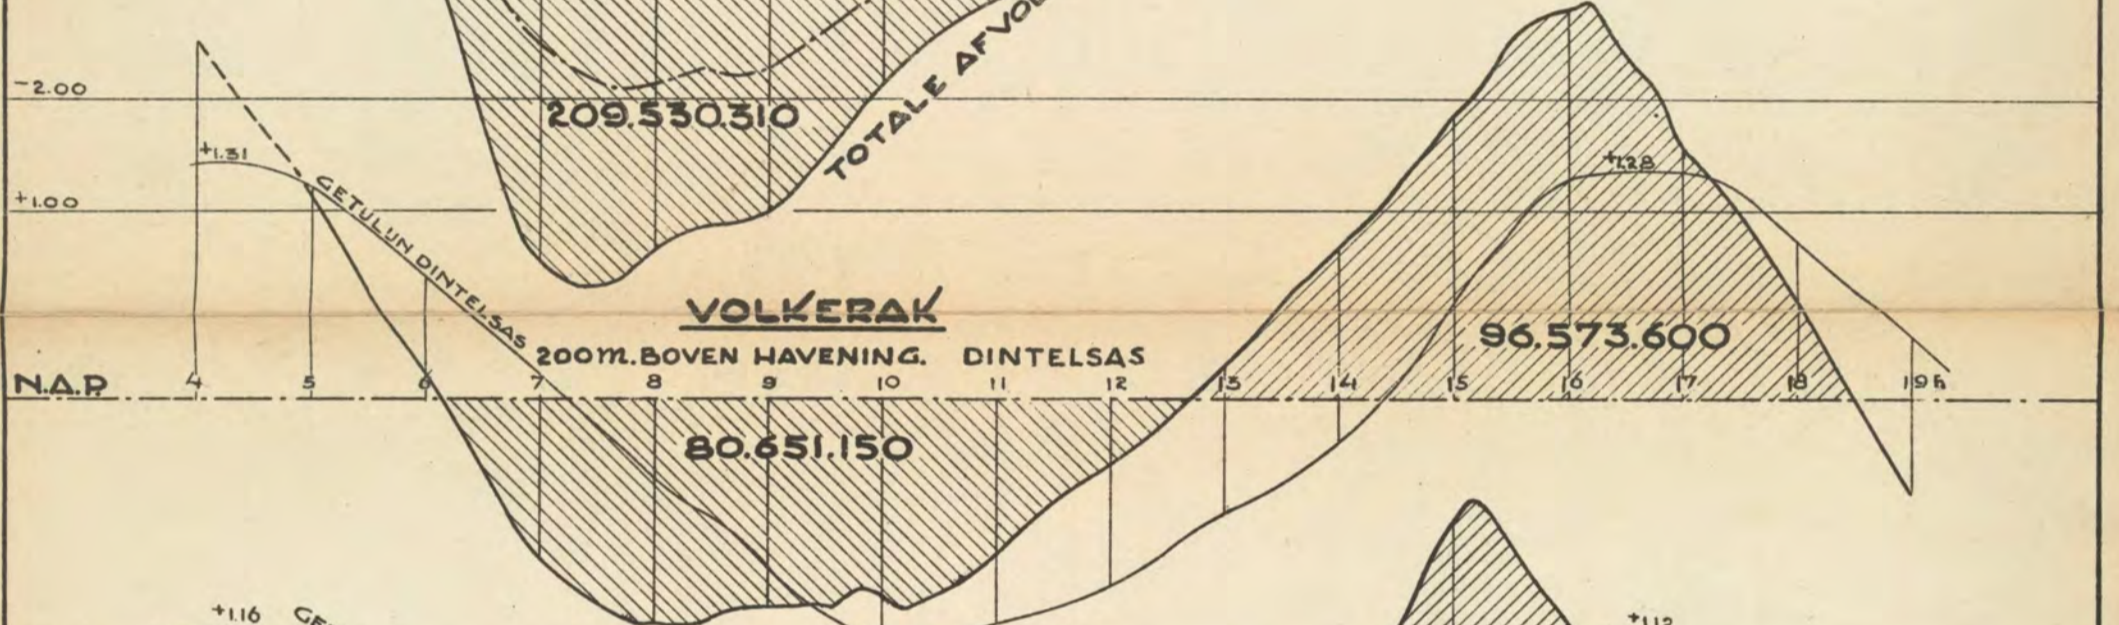 -2.00
209.530.310
TOTALE AFVO
+1.31
+1.28
+1.00
GETIJLIJN DINTELSAS
VOLKERAK
96.573.600
200m. BOVEN HAVENING. DINTELSAS
N.A.P. 4 5 6 7 8 9 10 11 12 13 14 15 16 17 18 19 h
80.651.150
+1.16 GE
+1.12